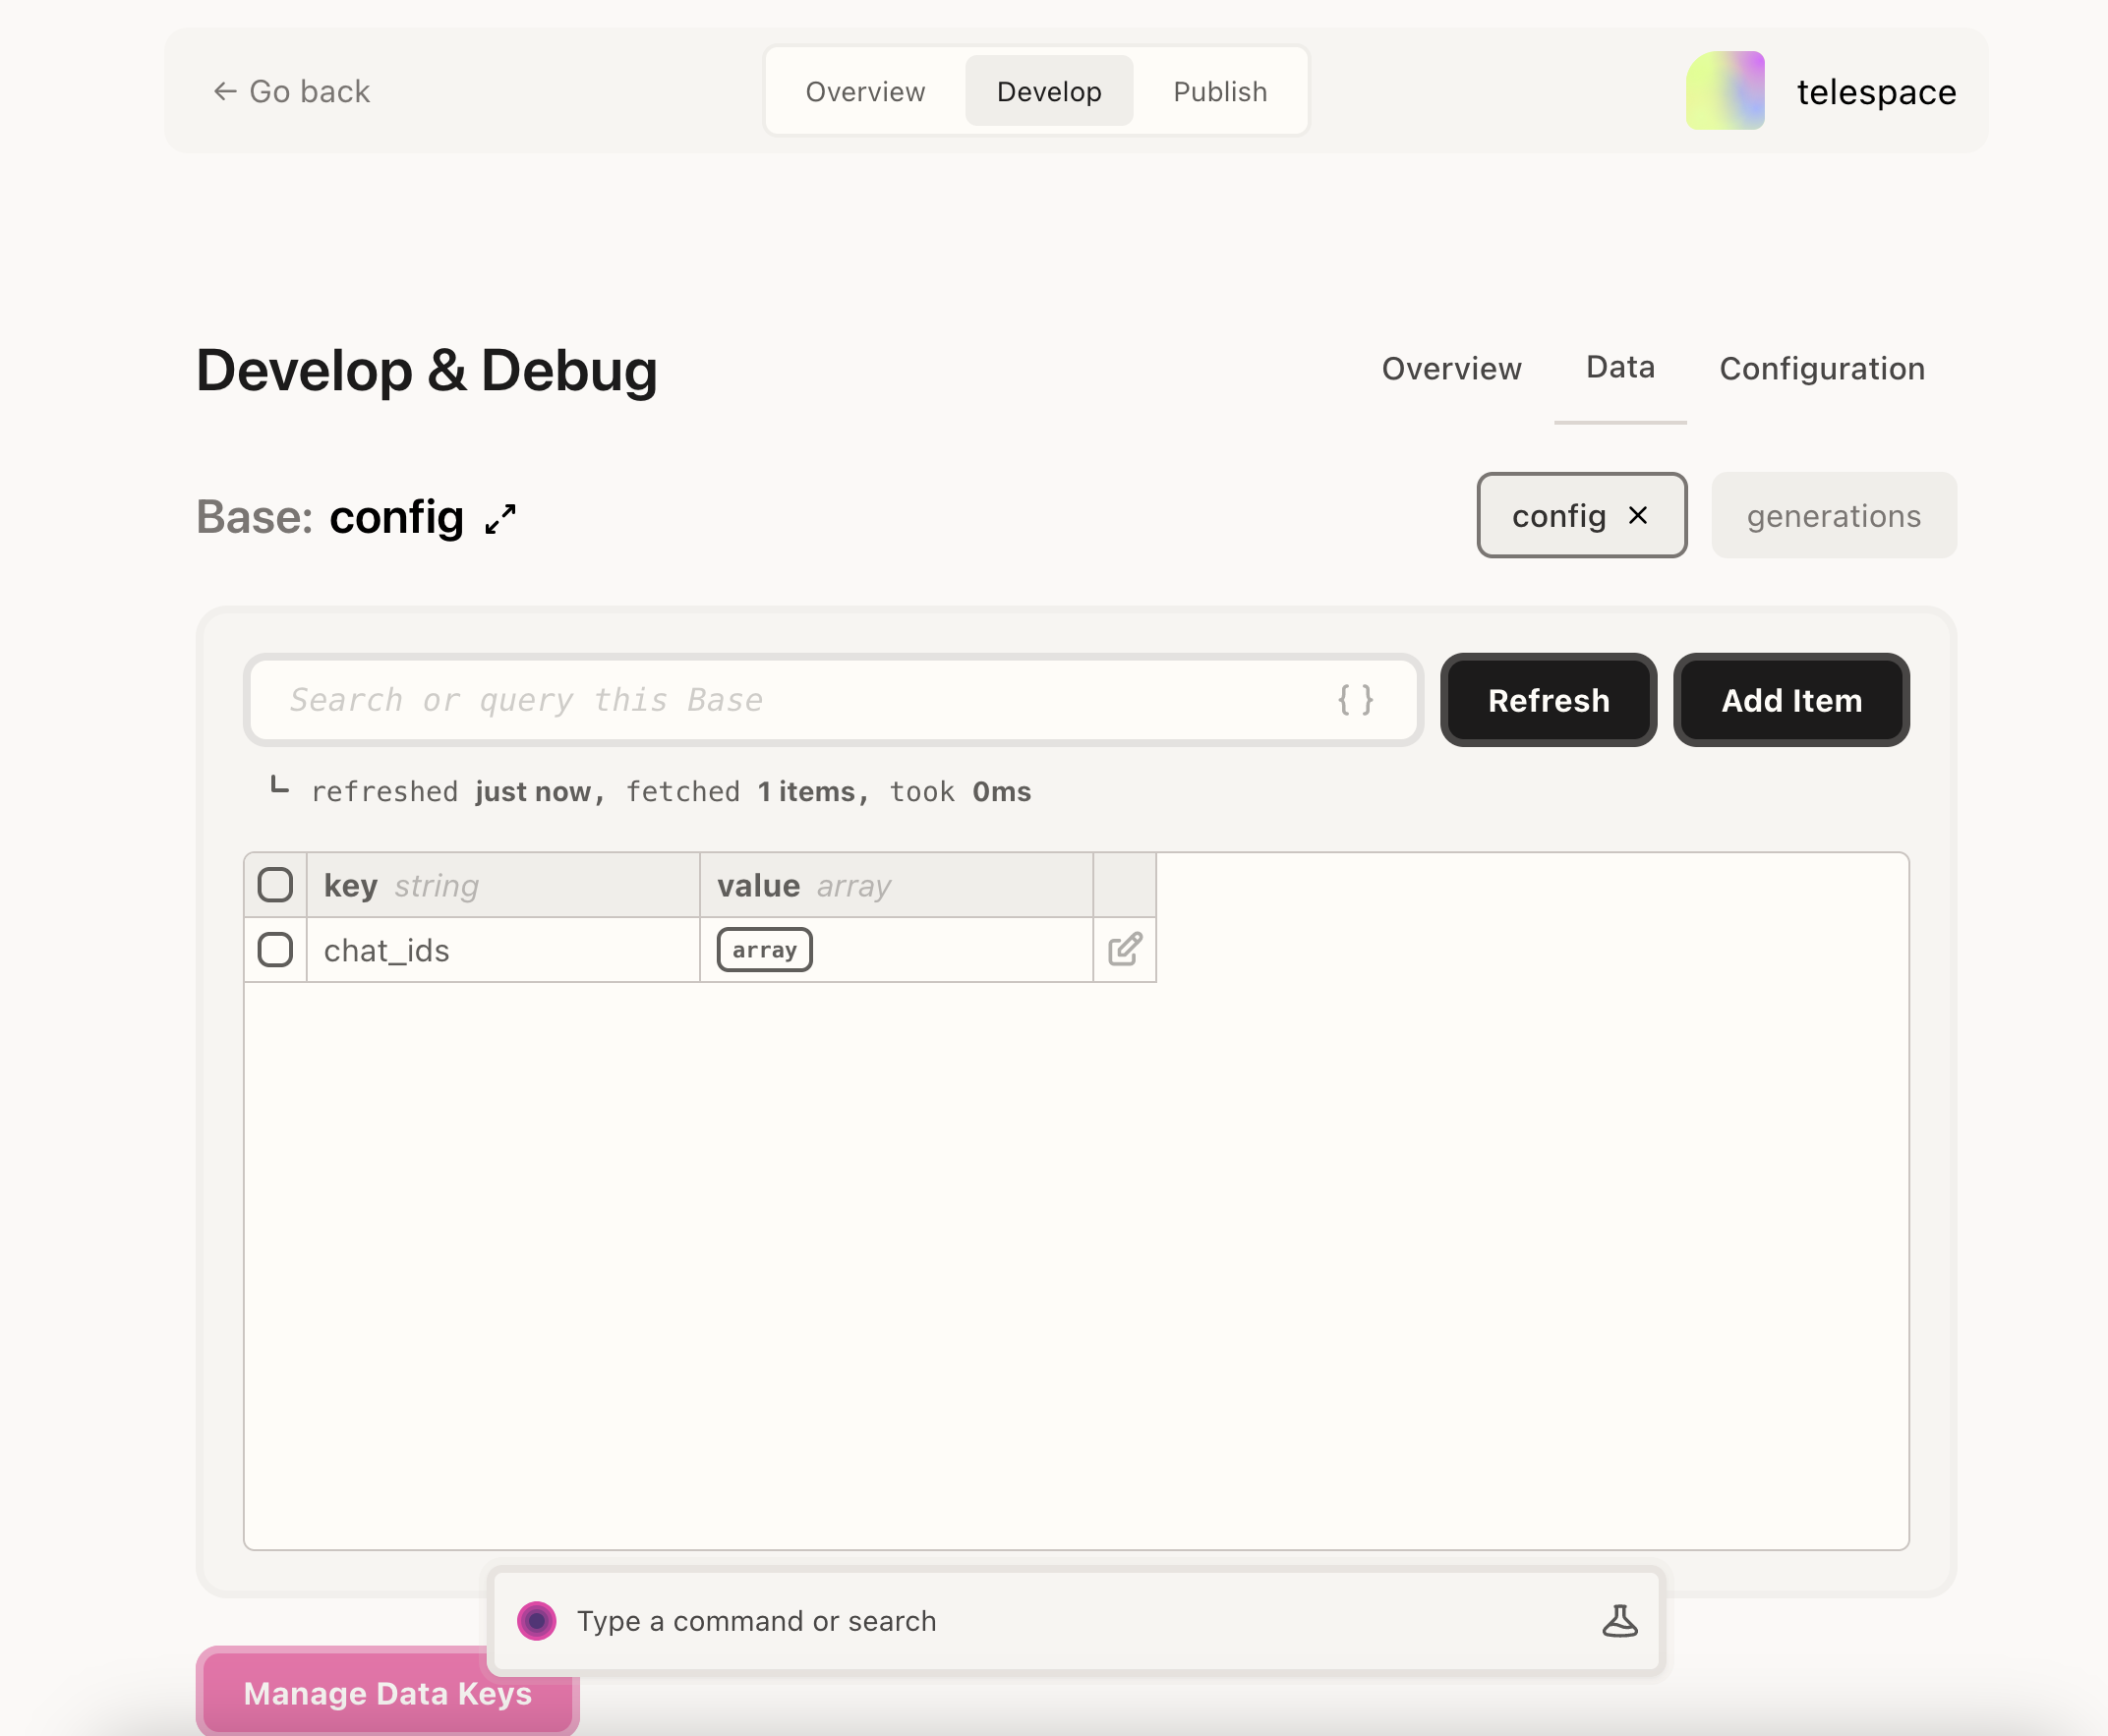 ← Go back
Overview Develop Publish
telespace
Develop & Debug
Overview Data Configuration
Base: config
config ×
generations
Search or query this Base { }
Refresh
Add Item
refreshed just now, fetched 1 items, took 0ms
key string value array
chat_ids array
Type a command or search
Manage Data Keys